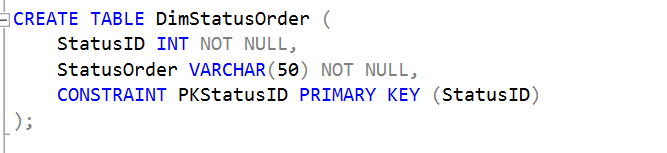 CREATE TABLE DimStatusOrder (
    StatusID INT NOT NULL,
    StatusOrder VARCHAR(50) NOT NULL,
    CONSTRAINT PKStatusID PRIMARY KEY (StatusID)
);